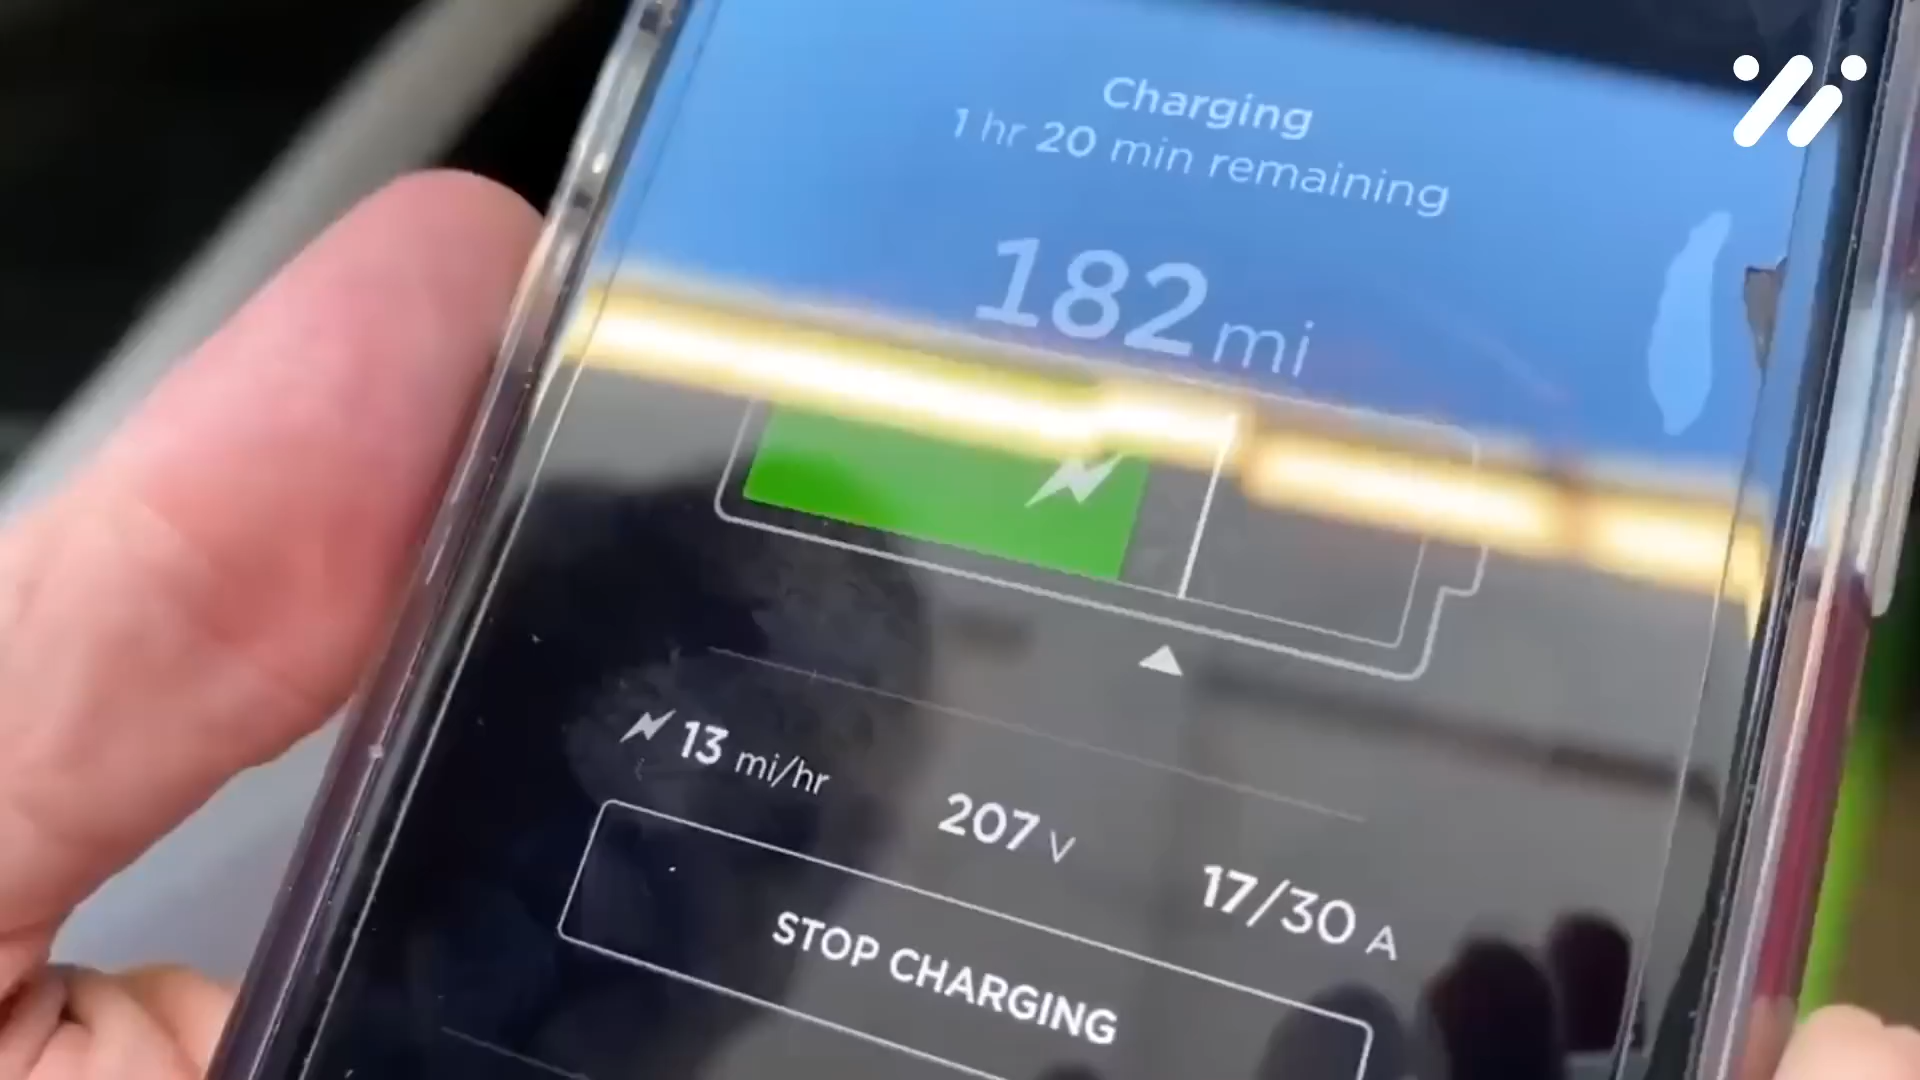 Charging
1 hr 20 min remaining
182 mi
13 mi/hr
207 V
17/30 A
STOP CHARGING